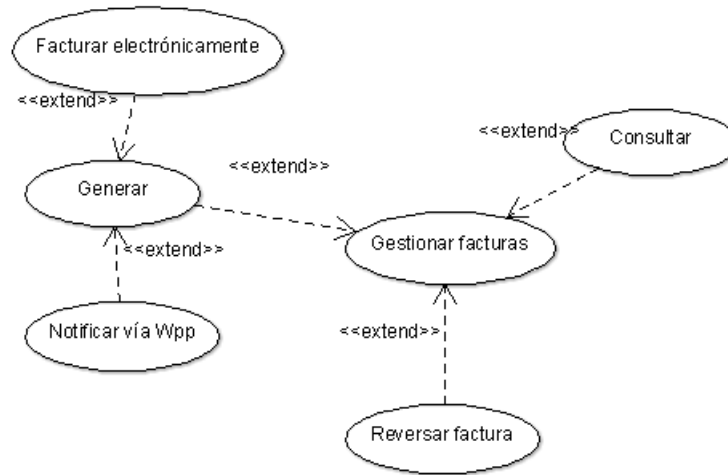 Facturar electrónicamente
<<extend>>
<<extend>>
Consultar
<<extend>>
Generar
Gestionar facturas
<<extend>>
Notificar vía Wpp
<<extend>>
Reversar factura